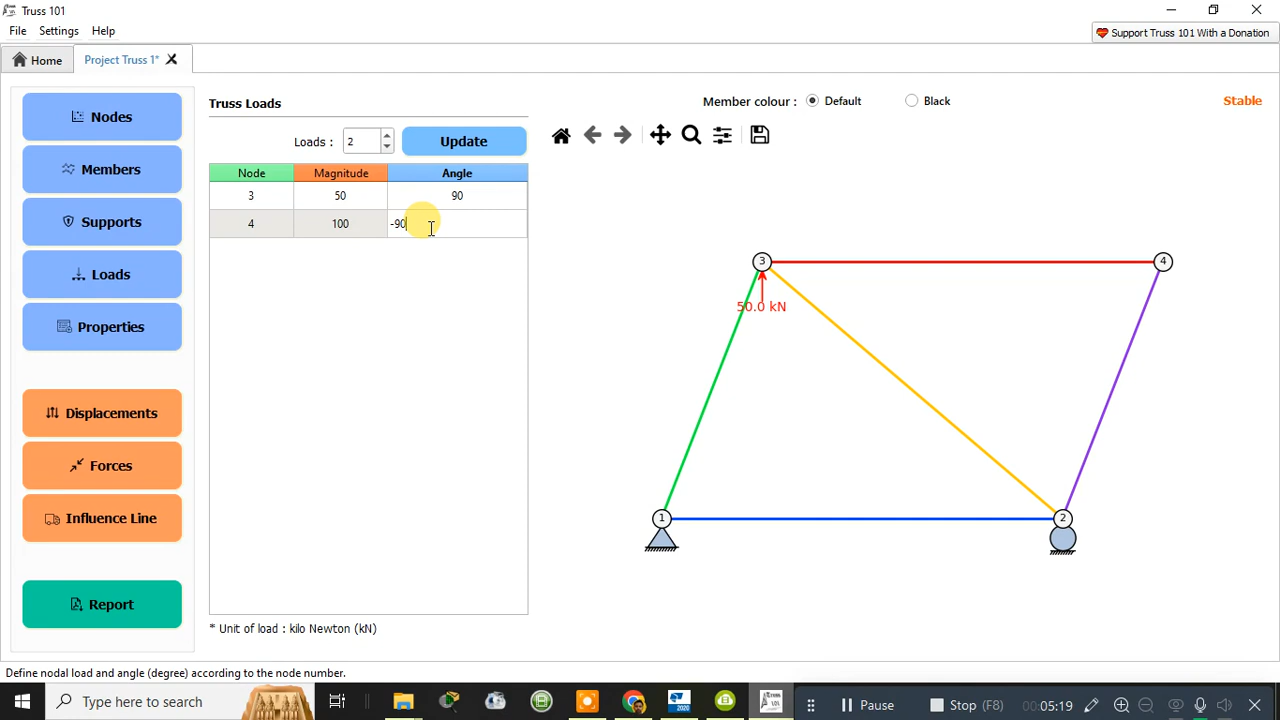 Truss 101
File Settings Help
Support Truss 101 With a Donation
Home Project Truss 1*
Nodes
Members
Supports
Loads
Properties
Displacements
Forces
Influence Line
Report
Truss Loads
Loads : 2 Update
Node Magnitude Angle
3 50 90
4 100 -90
* Unit of load : kilo Newton (kN)
Member colour : Default Black
Stable
3 4
50.0 kN
1 2
Define nodal load and angle (degree) according to the node number.
Type here to search
2020
Pause Stop (F8) 00:05:19